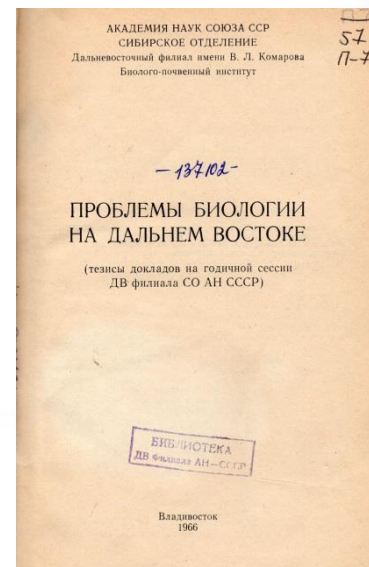 АКАДЕМИЯ НАУК СОЮЗА ССР
СИБИРСКОЕ ОТДЕЛЕНИЕ
Дальневосточный филиал имени В. Л. Комарова
Биолого-почвенный институт
57
П-7
— 137102 —
ПРОБЛЕМЫ БИОЛОГИИ
НА ДАЛЬНЕМ ВОСТОКЕ
(тезисы докладов на годичной сессии
ДВ филиала СО АН СССР)
БИБЛИОТЕКА
ДВ Филиала АН-СССР
Владивосток
1966